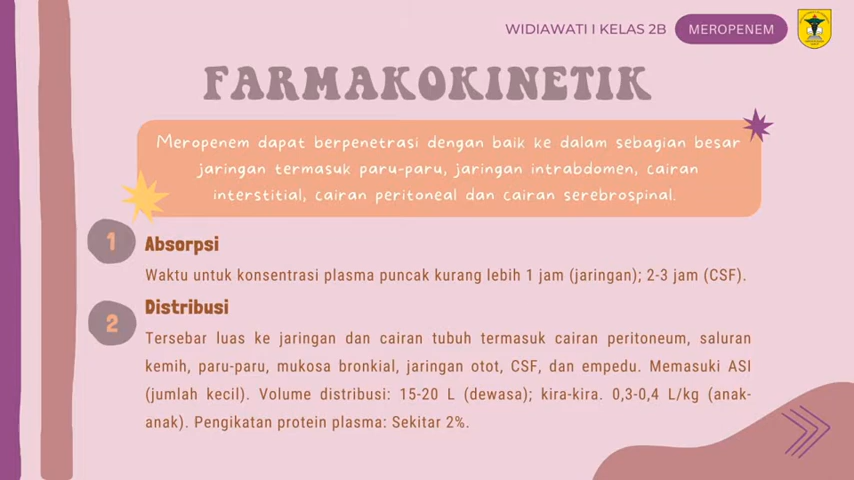 WIDIAWATI I KELAS 2B
MEROPENEM
FARMAKOKINETIK
Meropenem dapat berpenetrasi dengan baik ke dalam sebagian besar
jaringan termasuk paru-paru, jaringan intrabdomen, cairan
interstitial, cairan peritoneal dan cairan serebrospinal.
1
Absorpsi
Waktu untuk konsentrasi plasma puncak kurang lebih 1 jam (jaringan); 2-3 jam (CSF).
2
Distribusi
Tersebar luas ke jaringan dan cairan tubuh termasuk cairan peritoneum, saluran
kemih, paru-paru, mukosa bronkial, jaringan otot, CSF, dan empedu. Memasuki ASI
(jumlah kecil). Volume distribusi: 15-20 L (dewasa); kira-kira. 0,3-0,4 L/kg (anak-
anak). Pengikatan protein plasma: Sekitar 2%.